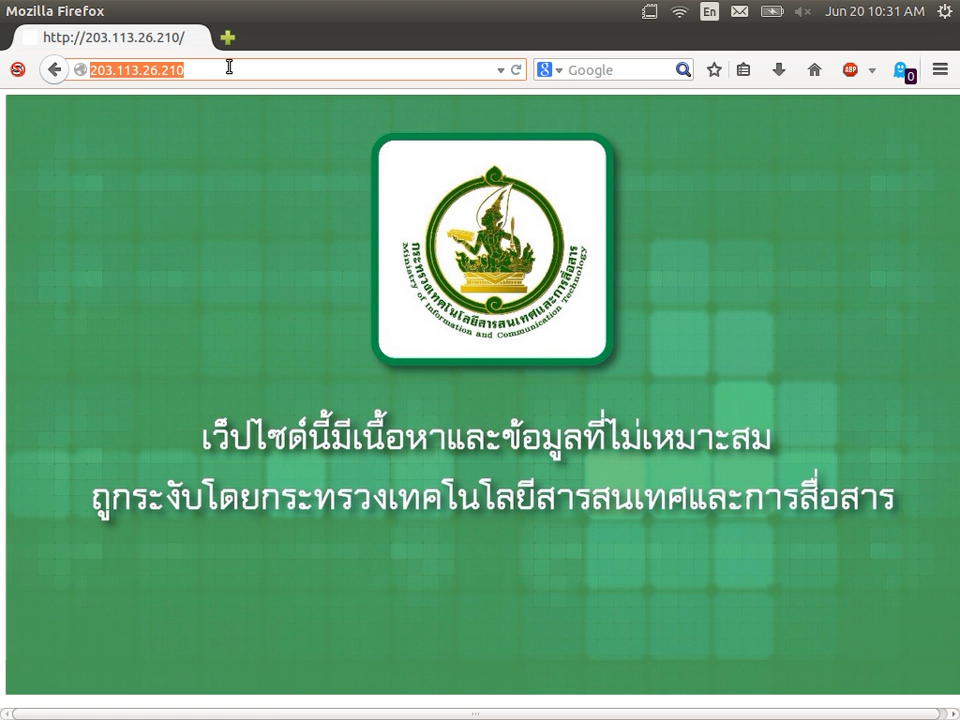 Mozilla Firefox
En
Jun 20 10:31 AM
http://203.113.26.210/
203.113.26.210
8
Google
ABP
0
กระทรวงเทคโนโลยีสารสนเทศและการสื่อสาร
Ministry of Information and Communication Technology
เว็ปไซด์นี้มีเนื้อหาและข้อมูลที่ไม่เหมาะสม
ถูกระงับโดยกระทรวงเทคโนโลยีสารสนเทศและการสื่อสาร